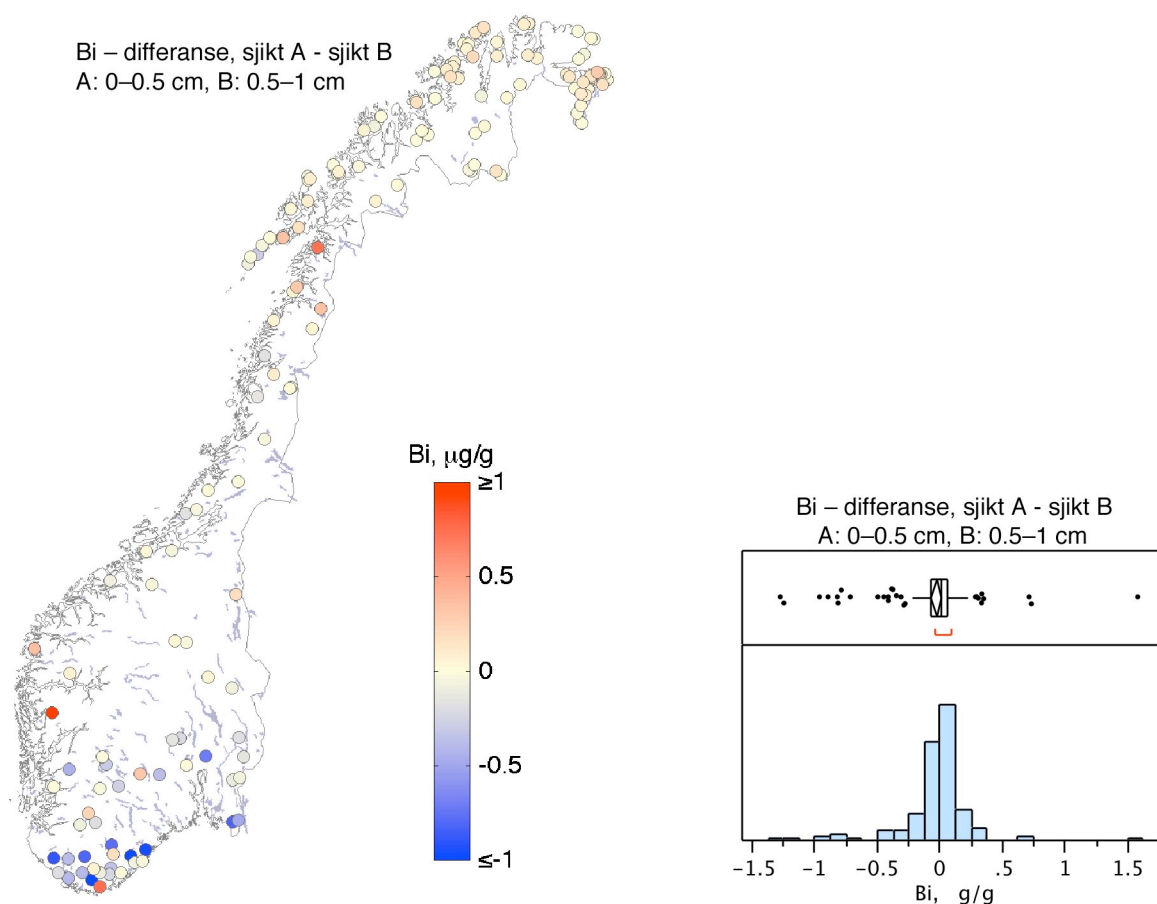 Bi – differanse, sjikt A - sjikt B
A: 0–0.5 cm, B: 0.5–1 cm
Bi, µg/g
≥1
0.5
0
-0.5
≤-1
Bi – differanse, sjikt A - sjikt B
A: 0–0.5 cm, B: 0.5–1 cm
−1.5 −1 −0.5 0 .5 1 1.5
Bi, g/g